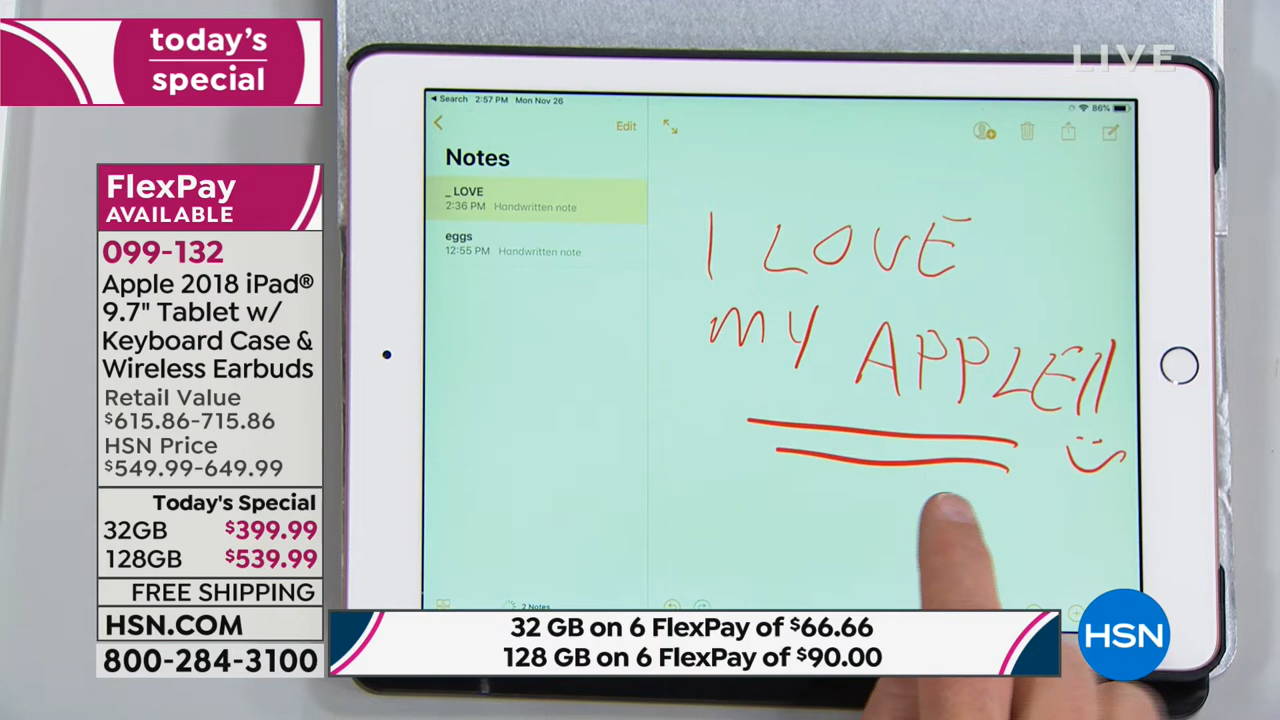 today's
special
LIVE
FlexPay
AVAILABLE
099-132
Apple 2018 iPad®
9.7" Tablet w/
Keyboard Case &
Wireless Earbuds
Retail Value
$615.86-715.86
HSN Price
$549.99-649.99
Today's Special
32GB $399.99
128GB $539.99
FREE SHIPPING
HSN.COM
800-284-3100
Search 2:57 PM Mon Nov 26
86%
Edit
Notes
_ LOVE
2:36 PM Handwritten note
eggs
12:55 PM Handwritten note
2 Notes
I LOVE
MY APPLE!!
32 GB on 6 FlexPay of $66.66
128 GB on 6 FlexPay of $90.00
HSN